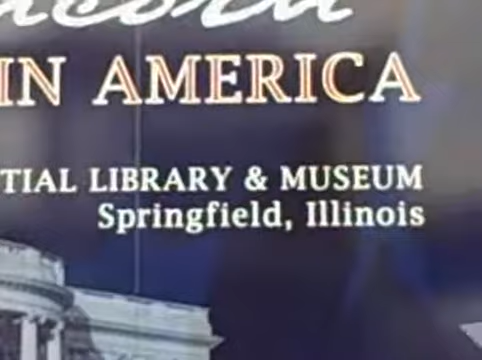 IN AMERICA
TIAL LIBRARY & MUSEUM
Springfield, Illinois